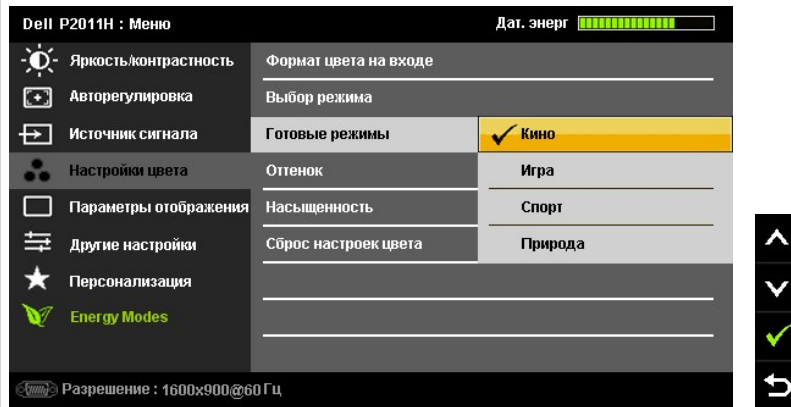 Dell P2011H : Меню Дат. энерг
Яркость/контрастность Формат цвета на входе
Авторегулировка Выбор режима
Источник сигнала Готовые режимы Кино
Настройки цвета Оттенок Игра
Параметры отображения Насыщенность Спорт
Другие настройки Сброс настроек цвета Природа
Персонализация
Energy Modes
Разрешение : 1600x900@60 Гц